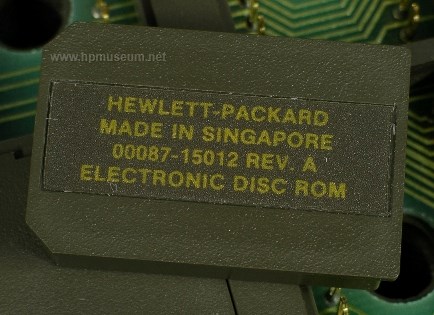 www.hpmuseum.net
HEWLETT-PACKARD
MADE IN SINGAPORE
00087-15012 REV. A
ELECTRONIC DISC ROM